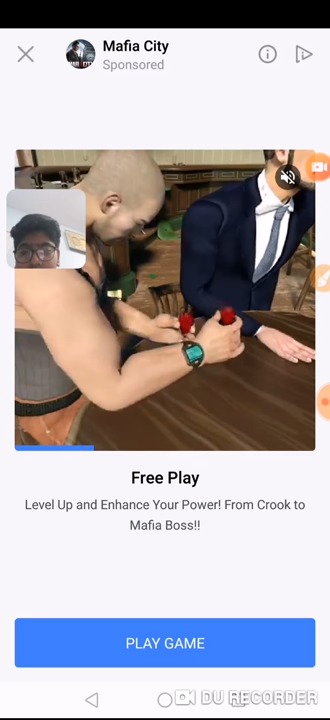 Mafia City
Sponsored
Free Play
Level Up and Enhance Your Power! From Crook to
Mafia Boss!!
PLAY GAME
DU RECORDER